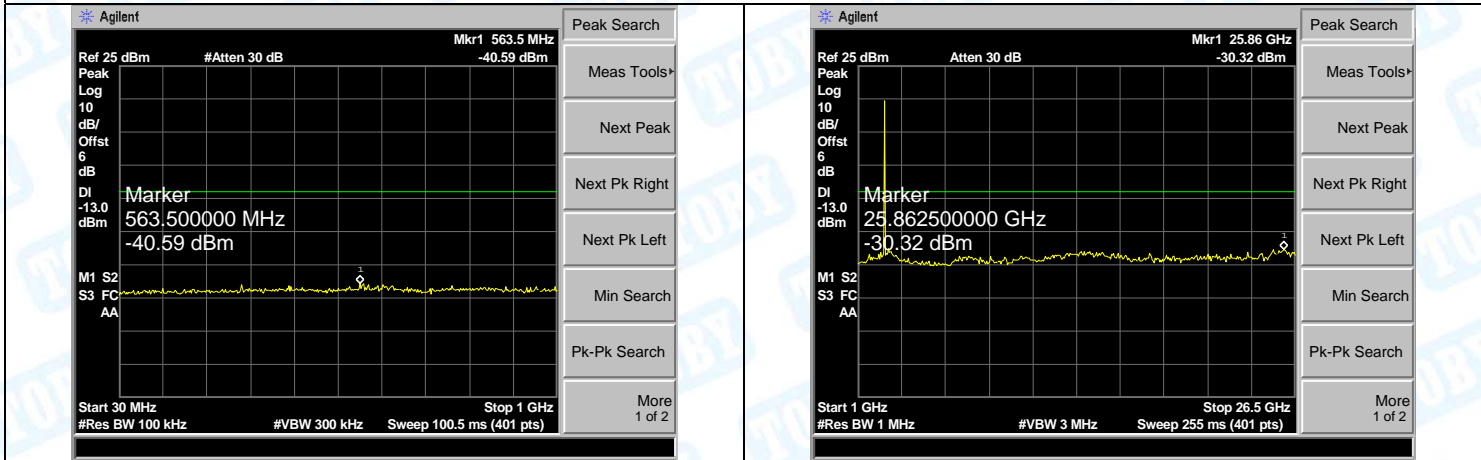 Agilent
Peak Search
Mkr1 563.5 MHz
Ref 25 dBm #Atten 30 dB -40.59 dBm
Peak
Log
10
dB/
Offst
6
dB
DI
-13.0
dBm
Marker
563.500000 MHz
-40.59 dBm
1
M1 S2
S3 FC
AA
Start 30 MHz Stop 1 GHz
#Res BW 100 kHz #VBW 300 kHz Sweep 100.5 ms (401 pts)
Meas Tools
Next Peak
Next Pk Right
Next Pk Left
Min Search
Pk-Pk Search
More
1 of 2
Agilent
Peak Search
Mkr1 25.86 GHz
Ref 25 dBm Atten 30 dB -30.32 dBm
Peak
Log
10
dB/
Offst
6
dB
DI
-13.0
dBm
Marker
25.862500000 GHz
-30.32 dBm
1
M1 S2
S3 FC
AA
Start 1 GHz Stop 26.5 GHz
#Res BW 1 MHz #VBW 3 MHz Sweep 255 ms (401 pts)
Meas Tools
Next Peak
Next Pk Right
Next Pk Left
Min Search
Pk-Pk Search
More
1 of 2
TOBY